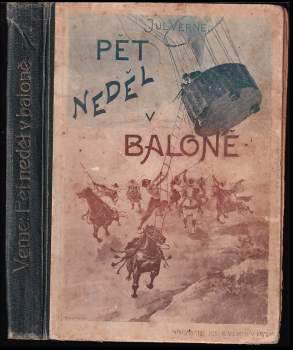 Verne: Pět neděl v baloně
JUL. VERNE.
PĚT
NEDĚL
V
BALONĚ